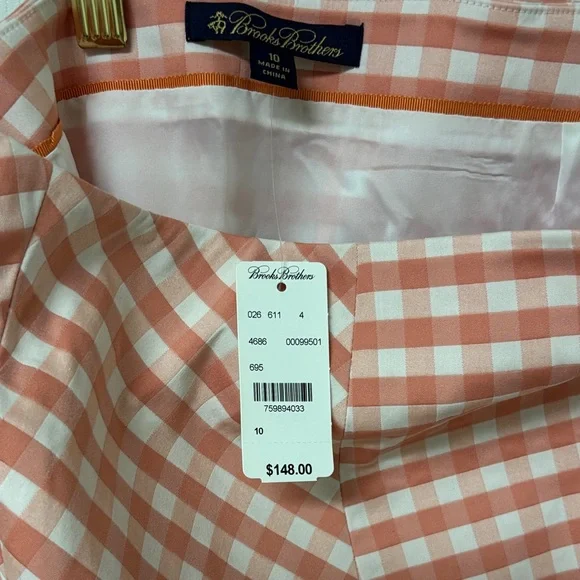 Brooks Brothers
10
MADE IN
CHINA
Brooks Brothers
026 611 4
4686 00099501
695
759894033
10
$148.00